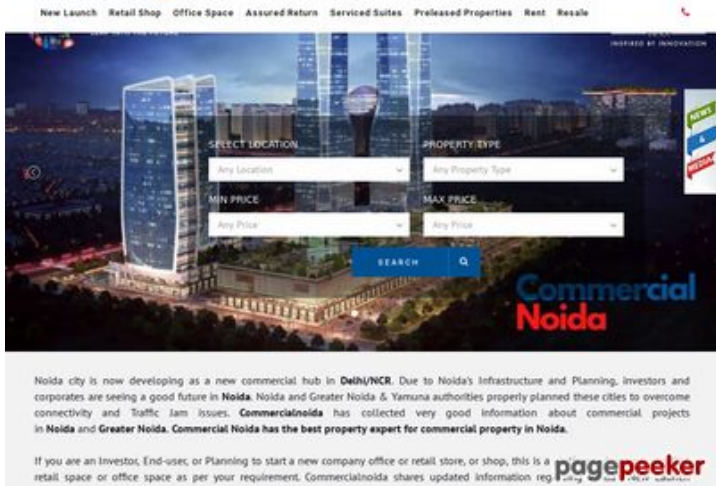 New Launch Retail Shop Office Space Assured Return Serviced Suites Preleased Properties Rent Resale
INSPIRED BY INNOVATION
NEWS
&
MEDIA
SELECT LOCATION PROPERTY TYPE
Any Location Any Property Type
MIN PRICE MAX PRICE
Any Price Any Price
SEARCH
Commercial
Noida
Noida city is now developing as a new commercial hub in Delhi/NCR. Due to Noida's Infrastructure and Planning, investors and
corporates are seeing a good future in Noida. Noida and Greater Noida & Yamuna authorities properly planned these cities to overcome
connectivity and Traffic Jam issues. Commercialnoida has collected very good information about commercial projects
in Noida and Greater Noida. Commercial Noida has the best property expert for commercial property in Noida.
If you are an Investor, End-user, or Planning to start a new company office or retail store, or shop, this is a
retail space or office space as per your requirement. Commercialnoida shares updated information
pagepeeker